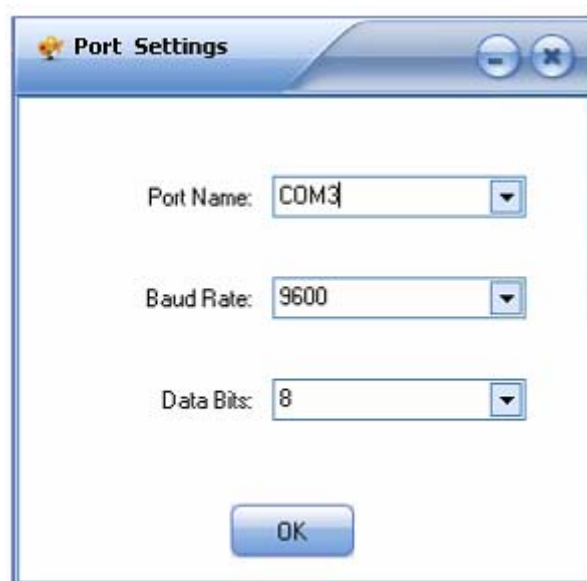 Port Settings
Port Name: COM3
Baud Rate: 9600
Data Bits: 8
OK